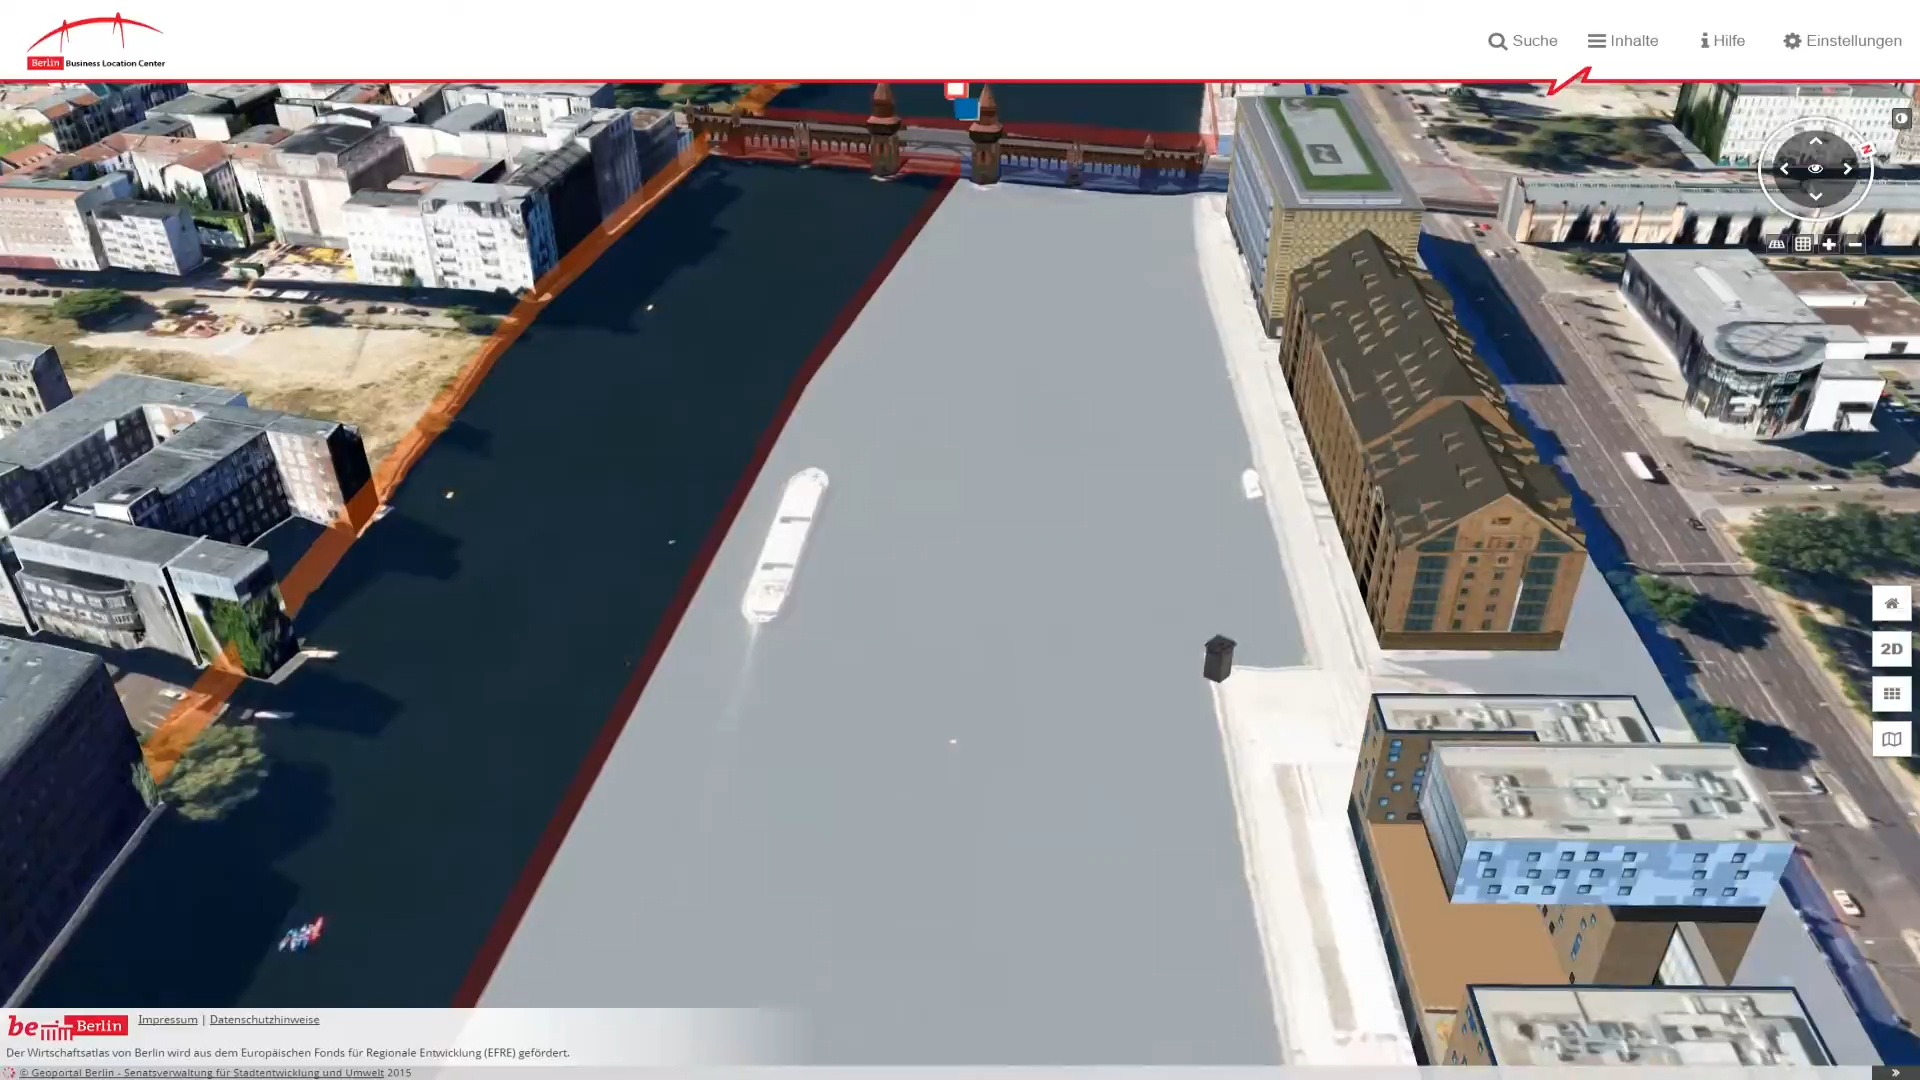 Berlin Business Location Center
Suche
Inhalte
Hilfe
Einstellungen
N
2D
be Berlin
Impressum | Datenschutzhinweise
Der Wirtschaftsatlas von Berlin wird aus dem Europäischen Fonds für Regionale Entwicklung (EFRE) gefördert.
© Geoportal Berlin - Senatsverwaltung für Stadtentwicklung und Umwelt 2015